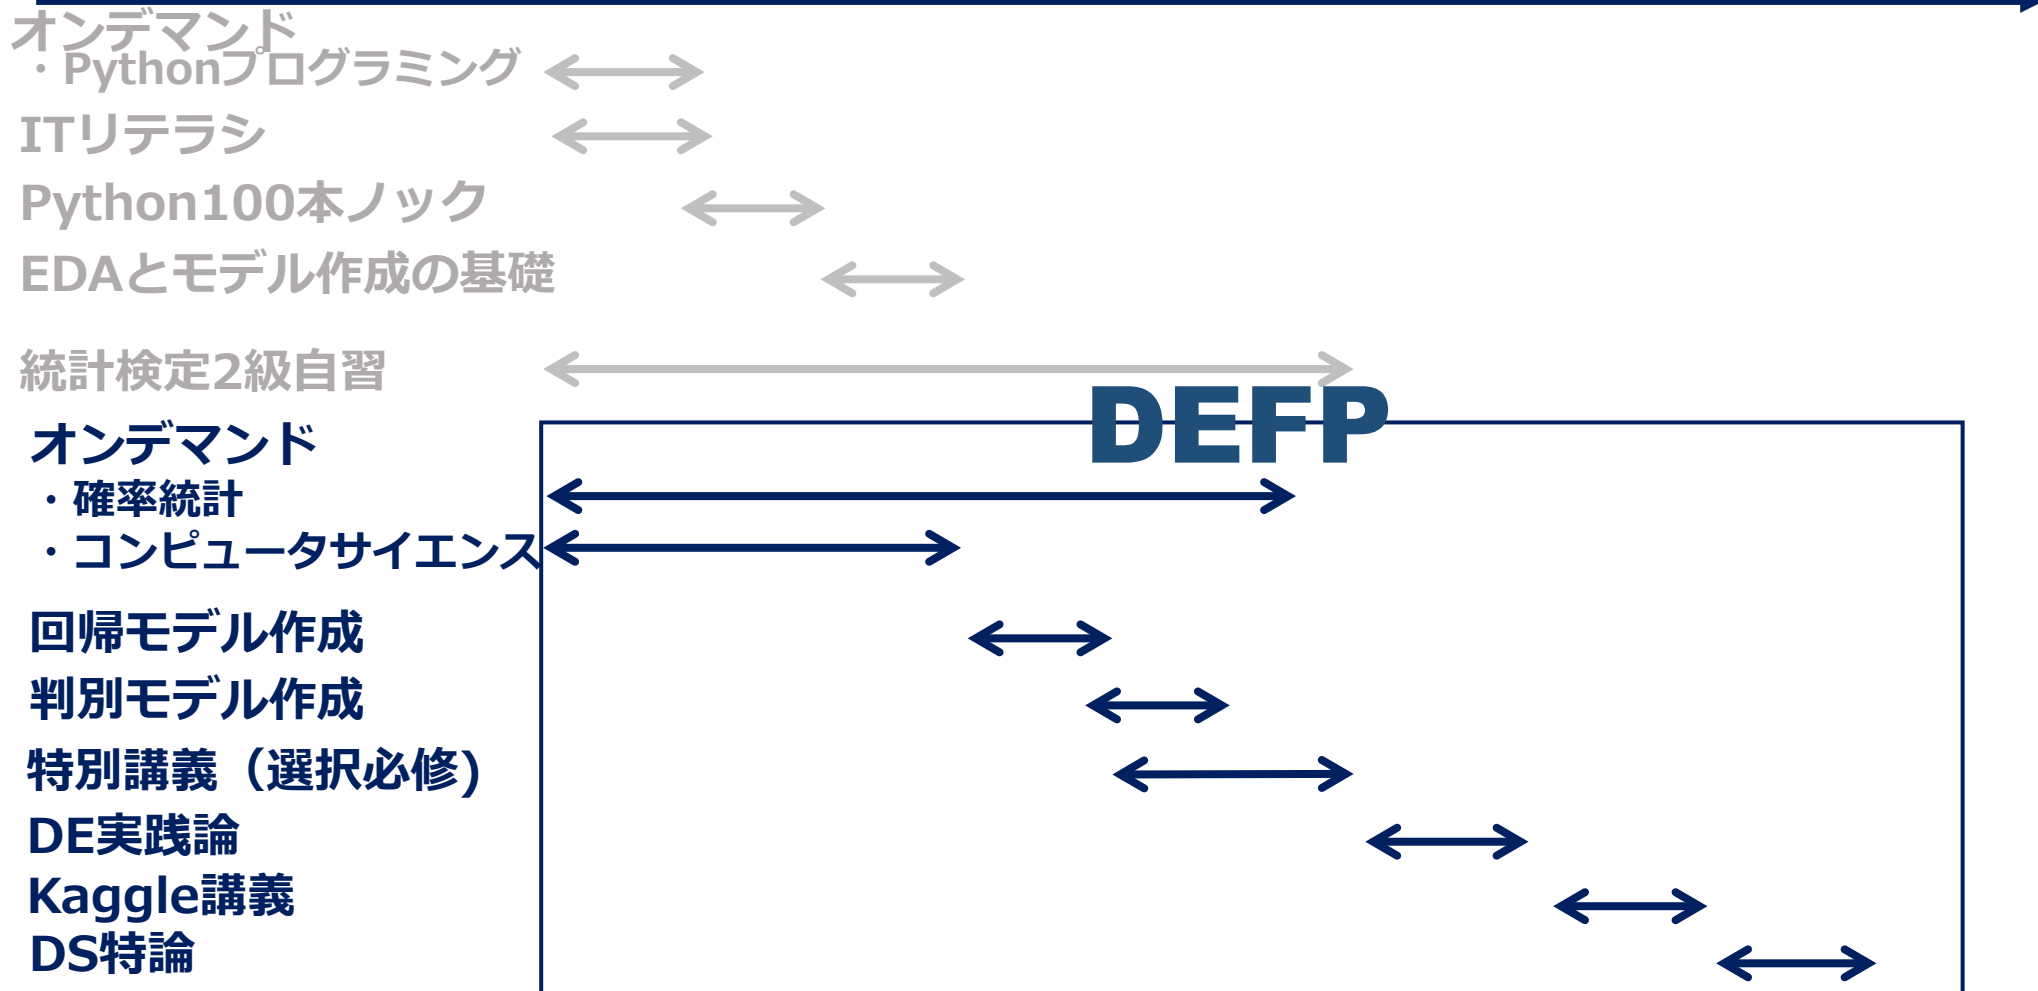 オンデマンド
・Pythonプログラミング
ITリテラシ
Python100本ノック
EDAとモデル作成の基礎
統計検定2級自習
DEFP
オンデマンド
・確率統計
・コンピュータサイエンス
回帰モデル作成
判別モデル作成
特別講義（選択必修)
DE実践論
Kaggle講義
DS特論